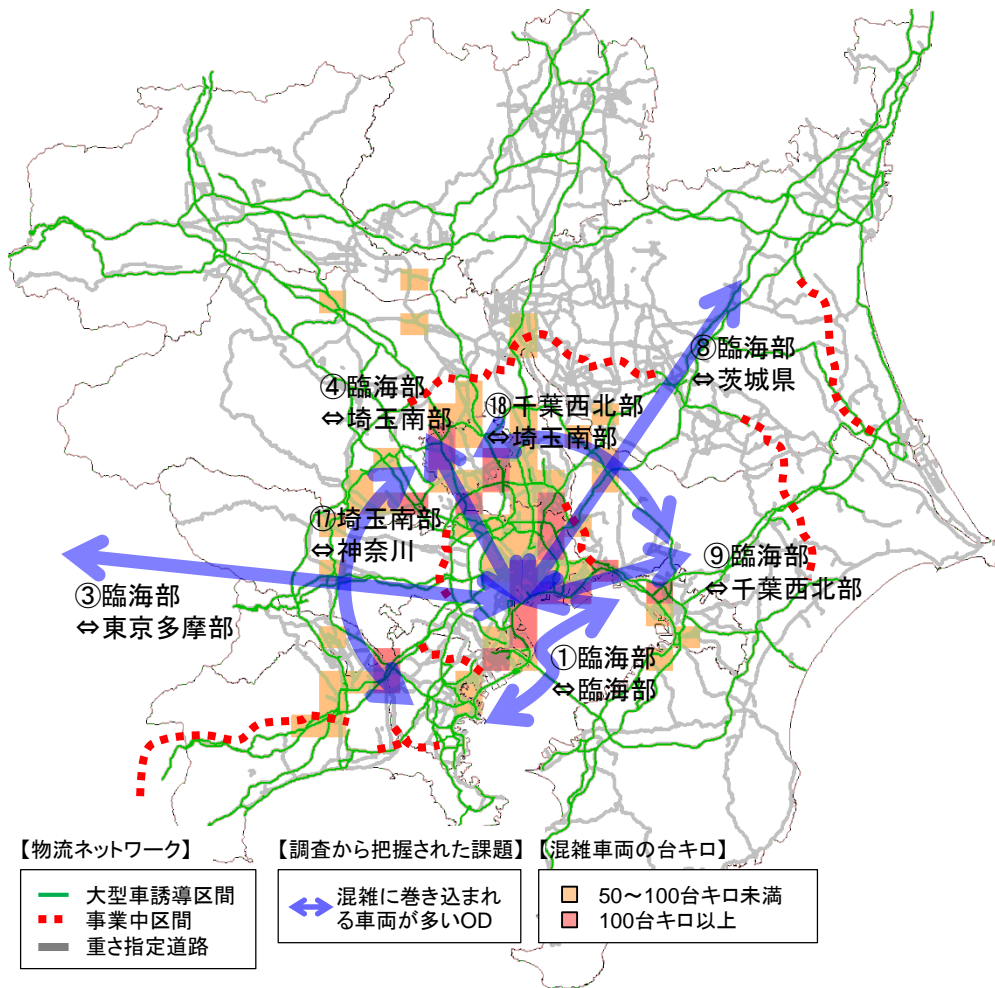 ⑧臨海部
⇔茨城県
④臨海部
⇔埼玉南部
⑱千葉西北部
⇔埼玉南部
⑰埼玉南部
⇔神奈川
⑨臨海部
⇔千葉西北部
③臨海部
⇔東京多摩部
①臨海部
⇔臨海部
【物流ネットワーク】
大型車誘導区間
事業中区間
重さ指定道路
【調査から把握された課題】
混雑に巻き込まれ
る車両が多いOD
【混雑車両の台キロ】
50～100台キロ未満
100台キロ以上